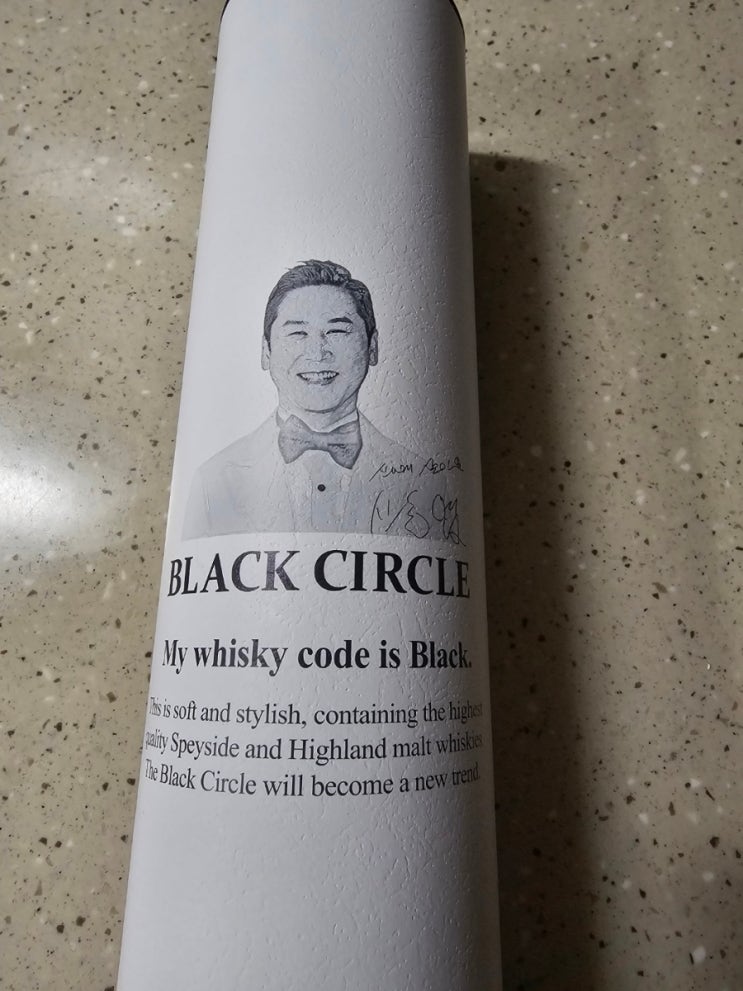 BLACK CIRCLE
My whisky code is Black.
This is soft and stylish, containing the highest
quality Speyside and Highland malt whiskies.
The Black Circle will become a new trend.